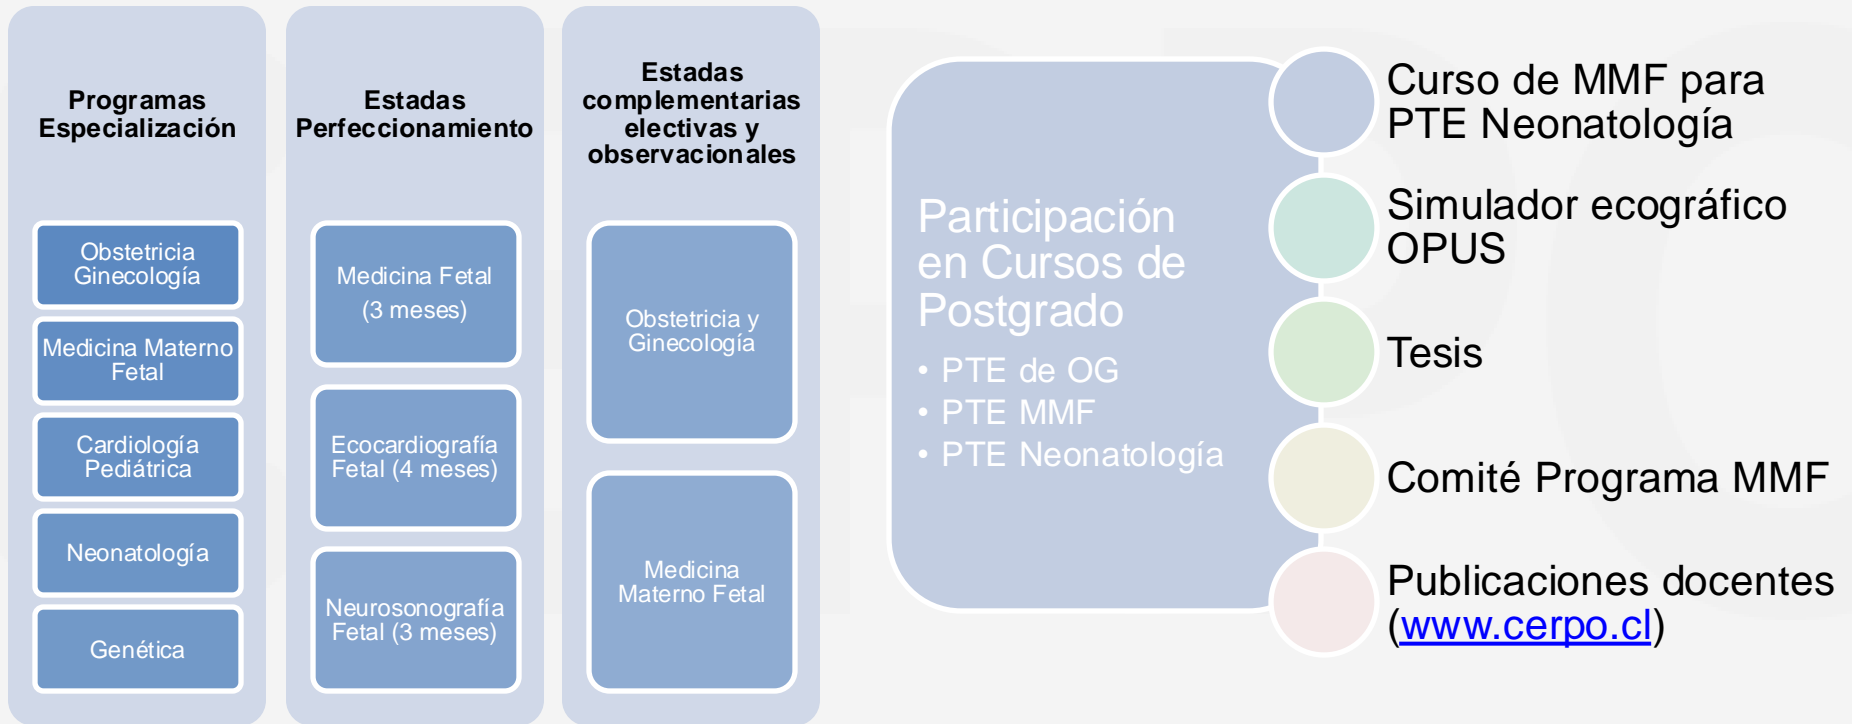 Programas
Especialización
Obstetricia
Ginecología
Medicina Materno
Fetal
Cardiología
Pediátrica
Neonatología
Genética
Estadas
Perfeccionamiento
Medicina Fetal
(3 meses)
Ecocardiografía
Fetal (4 meses)
Neurosonografía
Fetal (3 meses)
Estadas
complementarias
electivas y
observacionales
Obstetricia y
Ginecología
Medicina
Materno Fetal
Participación
en Cursos de
Postgrado
• PTE de OG
• PTE MMF
• PTE Neonatología
Curso de MMF para
PTE Neonatología
Simulador ecográfico
OPUS
Tesis
Comité Programa MMF
Publicaciones docentes
(www.cerpo.cl)